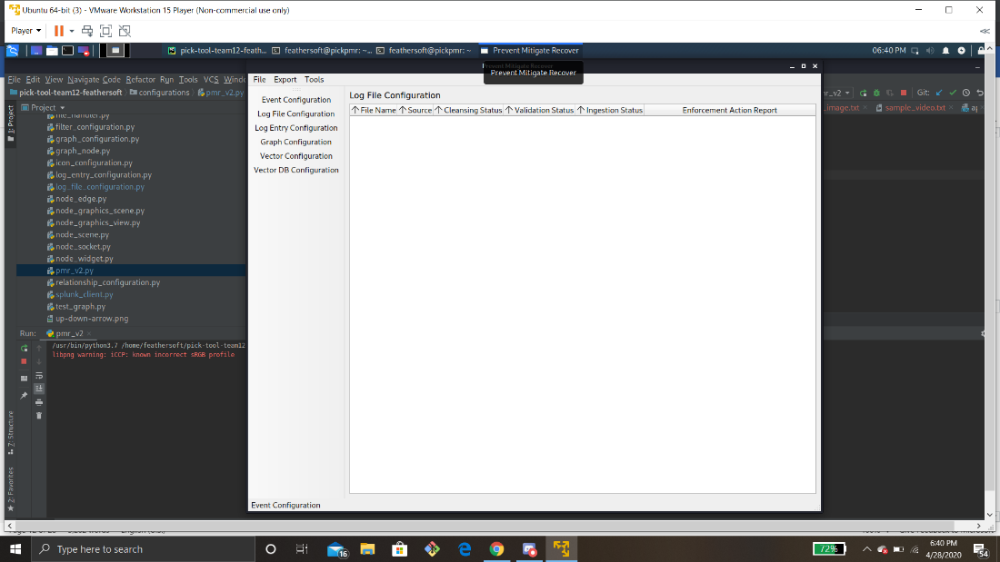 Ubuntu 64-bit (3) - VMware Workstation 15 Player (Non-commercial use only)
Player
pick-tool-team12-feath...
feathersoft@pickpmr: ~...
feathersoft@pickpmr: ~
Prevent Mitigate Recover
06:40 PM
Prevent Mitigate Recover
File Edit View Navigate Code Refactor Run Tools VCS Windo
File Export Tools
pick-tool-team12-feathersoft
configurations
pmr_v2.py
Git:
Project
_image.txt
sample_video.txt
Event Configuration
Log File Configuration
Log Entry Configuration
Graph Configuration
Vector Configuration
Vector DB Configuration
Log File Configuration
File Name Source Cleansing Status Validation Status Ingestion Status Enforcement Action Report
1: Project
filter_configuration.py
graph_configuration.py
graph_node.py
icon_configuration.py
log_entry_configuration.py
log_file_configuration.py
node_edge.py
node_graphics_scene.py
node_graphics_view.py
node_scene.py
node_socket.py
node_widget.py
pmr_v2.py
relationship_configuration.py
splunk_client.py
test_graph.py
up-down-arrow.png
Run: pmr_v2
/usr/bin/python3.7 /home/feathersoft/pick-tool-team12
libpng warning: iCCP: known incorrect sRGB profile
7: Structure
2: Favorites
Event Configuration
Type here to search
16
72%
6:40 PM
4/28/2020
54